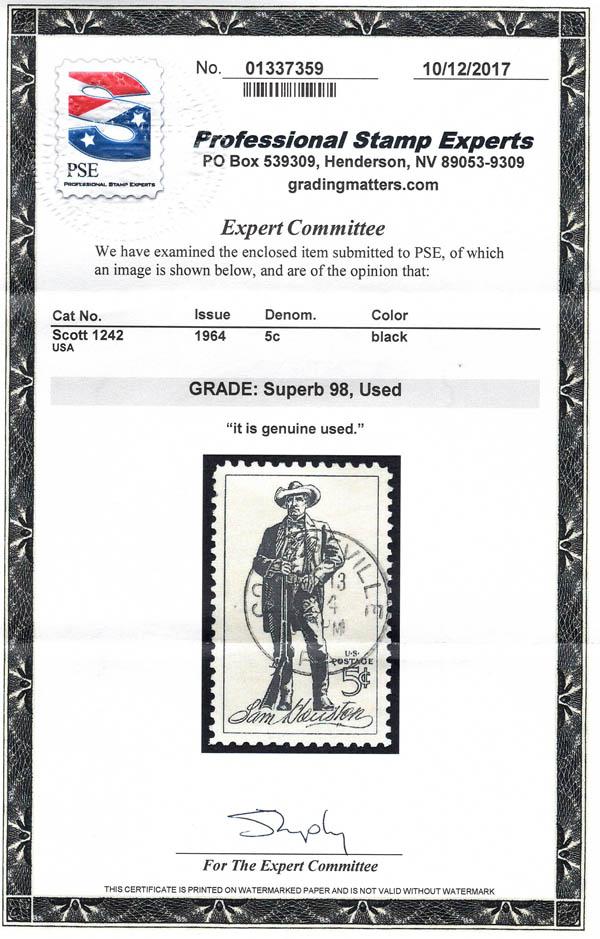 No. 01337359 10/12/2017
PSE
PROFESSIONAL STAMP EXPERTS
Professional Stamp Experts
PO Box 539309, Henderson, NV 89053-9309
gradingmatters.com
Expert Committee
We have examined the enclosed item submitted to PSE, of which
an image is shown below, and are of the opinion that:
Cat No. Issue Denom. Color
Scott 1242 1964 5c black
USA
GRADE: Superb 98, Used
“it is genuine used.”
VILLE
13
4
PM
U·S·
POSTAGE
5¢
Sam Houston
For The Expert Committee
THIS CERTIFICATE IS PRINTED ON WATERMARKED PAPER AND IS NOT VALID WITHOUT WATERMARK